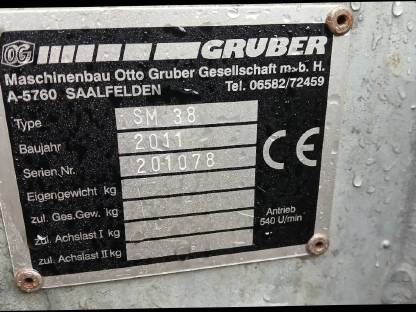 OG GRUBER
Maschinenbau Otto Gruber Gesellschaft m.b. H.
A-5760 SAALFELDEN Tel. 06582/72459
Type SM 38
Baujahr 2011
Serien.Nr. 201078
Eigengewicht kg
zul. Ges.Gew. kg
zul. Achslast I kg
zul. Achslast II kg
CE
Antrieb
540 U/min